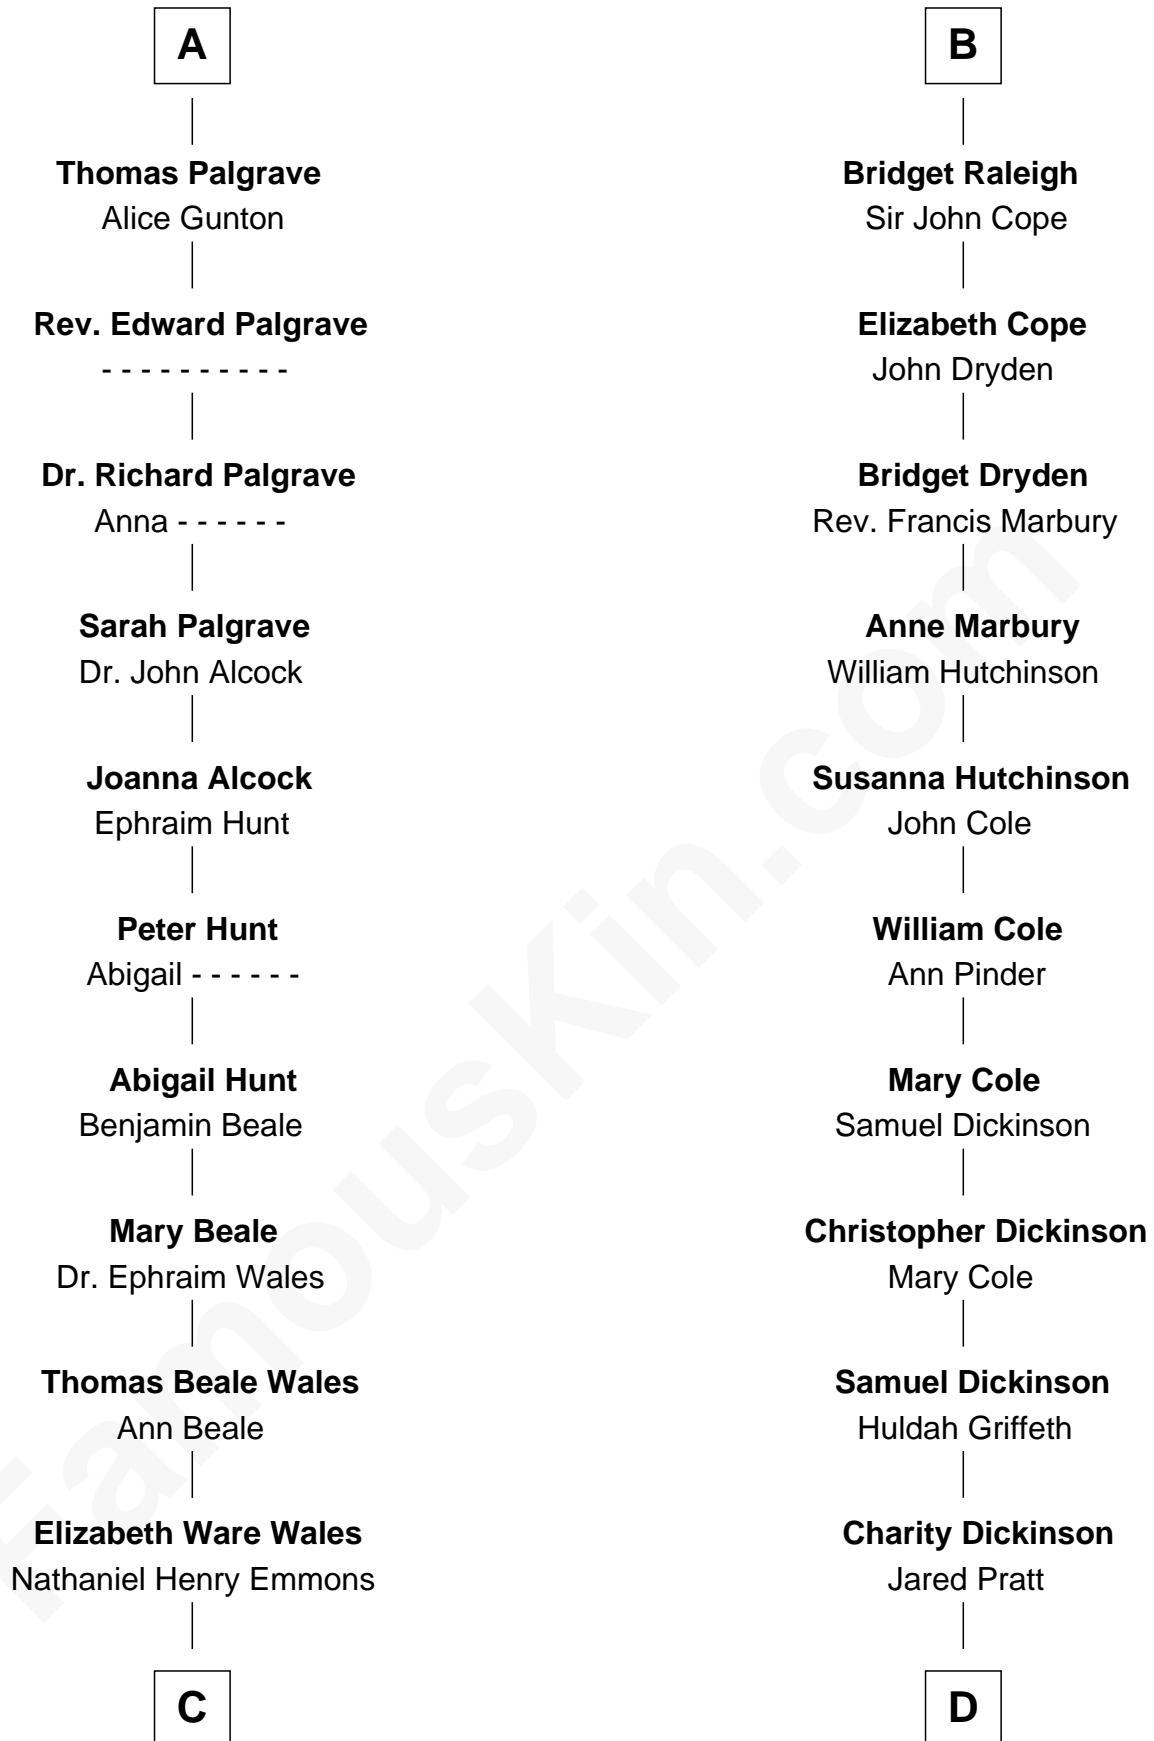 A
Thomas Palgrave
Alice Gunton
Rev. Edward Palgrave
- - - - - - - - - -
Dr. Richard Palgrave
Anna - - - - - -
Sarah Palgrave
Dr. John Alcock
Joanna Alcock
Ephraim Hunt
Peter Hunt
Abigail - - - - - -
Abigail Hunt
Benjamin Beale
Mary Beale
Dr. Ephraim Wales
Thomas Beale Wales
Ann Beale
Elizabeth Ware Wales
Nathaniel Henry Emmons
C
B
Bridget Raleigh
Sir John Cope
Elizabeth Cope
John Dryden
Bridget Dryden
Rev. Francis Marbury
Anne Marbury
William Hutchinson
Susanna Hutchinson
John Cole
William Cole
Ann Pinder
Mary Cole
Samuel Dickinson
Christopher Dickinson
Mary Cole
Samuel Dickinson
Huldah Griffeth
Charity Dickinson
Jared Pratt
D
FamousKin.com